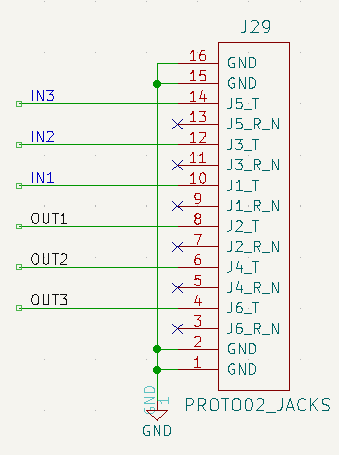 J29
16 GND
15 GND
IN3 14 J5_T
13 J5_R_N
IN2 12 J3_T
11 J3_R_N
IN1 10 J1_T
9 J1_R_N
OUT1 8 J2_T
7 J2_R_N
OUT2 6 J4_T
5 J4_R_N
OUT3 4 J6_T
3 J6_R_N
2 GND
1 GND
GND 1
PROTO02_JACKS
GND